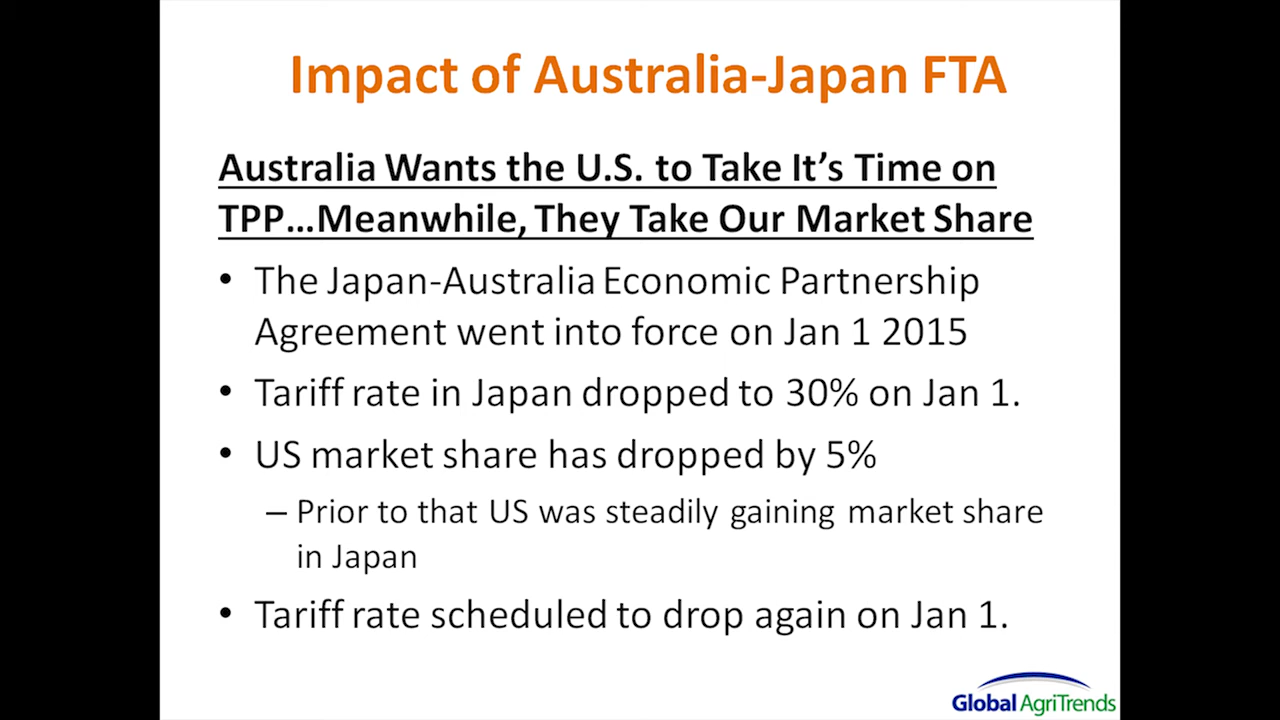 Impact of Australia-Japan FTA
Australia Wants the U.S. to Take It’s Time on
TPP…Meanwhile, They Take Our Market Share
• The Japan-Australia Economic Partnership
Agreement went into force on Jan 1 2015
• Tariff rate in Japan dropped to 30% on Jan 1.
• US market share has dropped by 5%
– Prior to that US was steadily gaining market share
in Japan
• Tariff rate scheduled to drop again on Jan 1.
Global AgriTrends